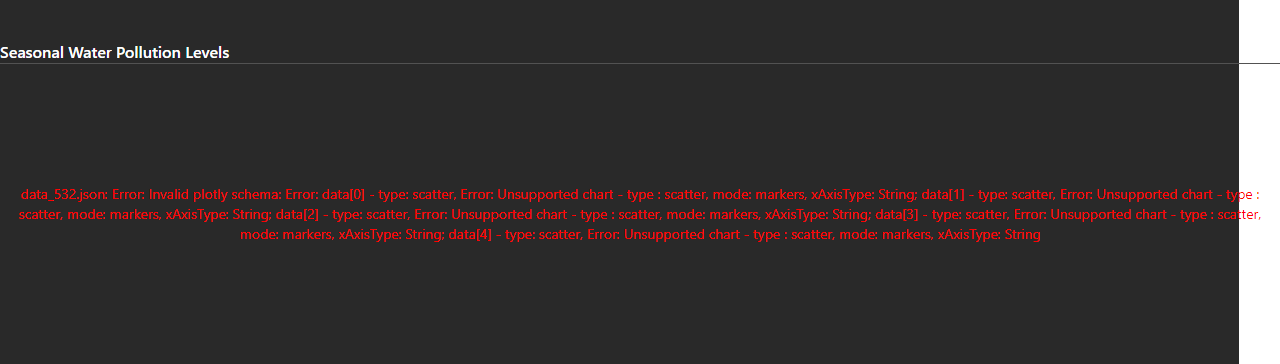 Seasonal Water Pollution Levels
data_532.json: Error: Invalid plotly schema: Error: data[0] - type: scatter, Error: Unsupported chart - type : scatter, mode: markers, xAxisType: String; data[1] - type: scatter, Error: Unsupported chart - type :
scatter, mode: markers, xAxisType: String; data[2] - type: scatter, Error: Unsupported chart - type : scatter, mode: markers, xAxisType: String; data[3] - type: scatter, Error: Unsupported chart - type : scatter,
mode: markers, xAxisType: String; data[4] - type: scatter, Error: Unsupported chart - type : scatter, mode: markers, xAxisType: String